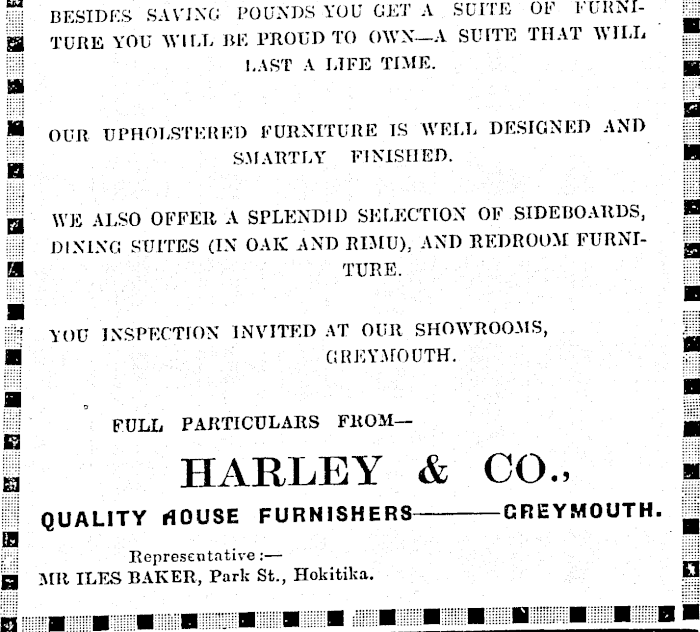 BESIDES SAVING POUNDS YOU GET A SUITE OF FURNI-
TURE YOU WILL BE PROUD TO OWN—A SUITE THAT WILL
LAST A LIFE TIME.
OUR UPHOLSTERED FURNITURE IS WELL DESIGNED AND
SMARTLY FINISHED.
WE ALSO OFFER A SPLENDID SELECTION OF SIDEBOARDS,
DINING SUITES (IN OAK AND RIMU), AND REDROOM FURNI-
TURE.
YOU INSPECTION INVITED AT OUR SHOWROOMS,
GREYMOUTH.
FULL PARTICULARS FROM—
HARLEY & CO.,
QUALITY HOUSE FURNISHERS———GREYMOUTH.
Representative:—
MR ILES BAKER, Park St., Hokitika.